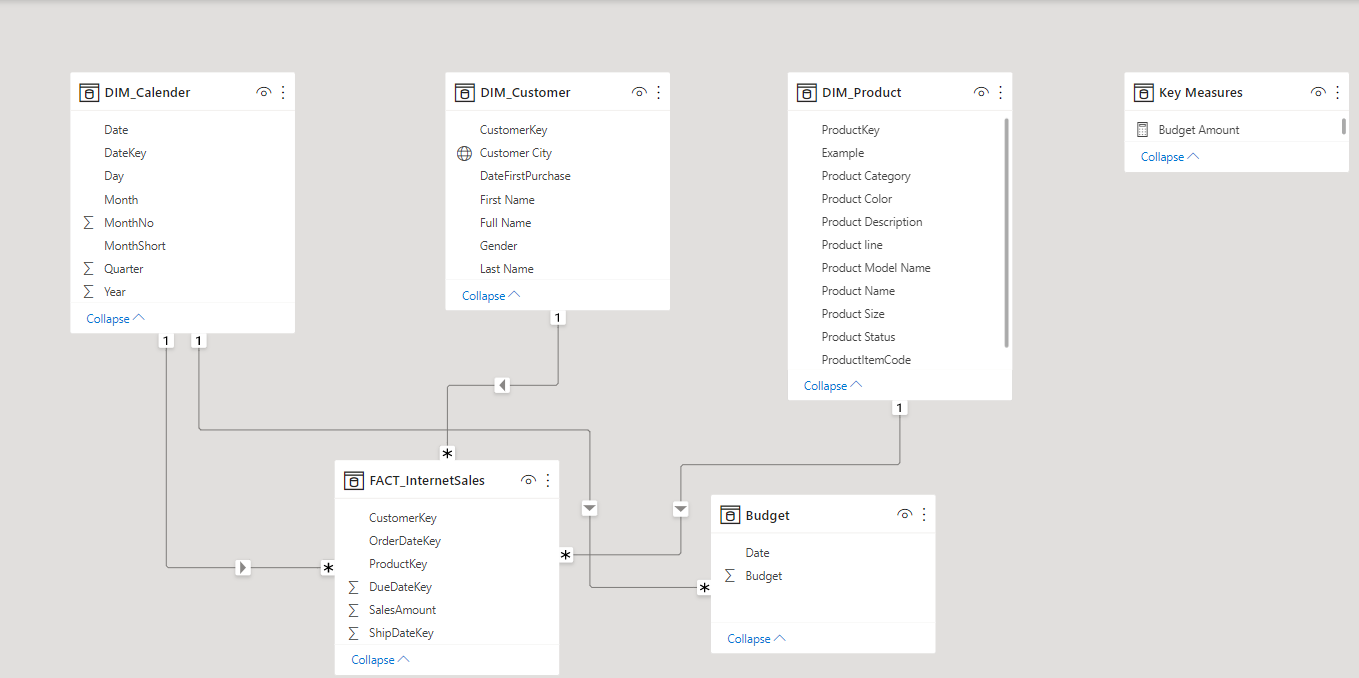 DIM_Calender
Date
DateKey
Day
Month
MonthNo
MonthShort
Quarter
Year
Collapse
1
1
DIM_Customer
CustomerKey
Customer City
DateFirstPurchase
First Name
Full Name
Gender
Last Name
Collapse
1
DIM_Product
ProductKey
Example
Product Category
Product Color
Product Description
Product line
Product Model Name
Product Name
Product Size
Product Status
ProductItemCode
Collapse
1
Key Measures
Budget Amount
Collapse
*
FACT_InternetSales
CustomerKey
OrderDateKey
ProductKey
DueDateKey
SalesAmount
ShipDateKey
Collapse
*
*
*
Budget
Date
Budget
Collapse